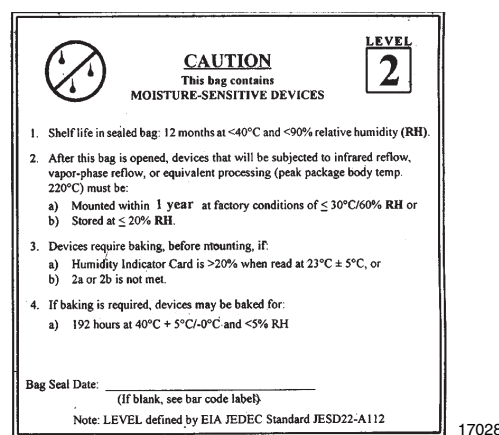 LEVEL
2
CAUTION
This bag contains
MOISTURE-SENSITIVE DEVICES
1. Shelf life in sealed bag: 12 months at <40°C and <90% relative humidity (RH).
2. After this bag is opened, devices that will be subjected to infrared reflow,
vapor-phase reflow, or equivalent processing (peak package body temp.
220°C) must be:
a) Mounted within 1 year at factory conditions of ≤ 30°C/60% RH or
b) Stored at ≤ 20% RH.
3. Devices require baking, before mounting, if:
a) Humidity Indicator Card is >20% when read at 23°C ± 5°C, or
b) 2a or 2b is not met.
4. If baking is required, devices may be baked for:
a) 192 hours at 40°C + 5°C/-0°C and <5% RH
Bag Seal Date:
(If blank, see bar code label)
Note: LEVEL defined by EIA JEDEC Standard JESD22-A112
17028